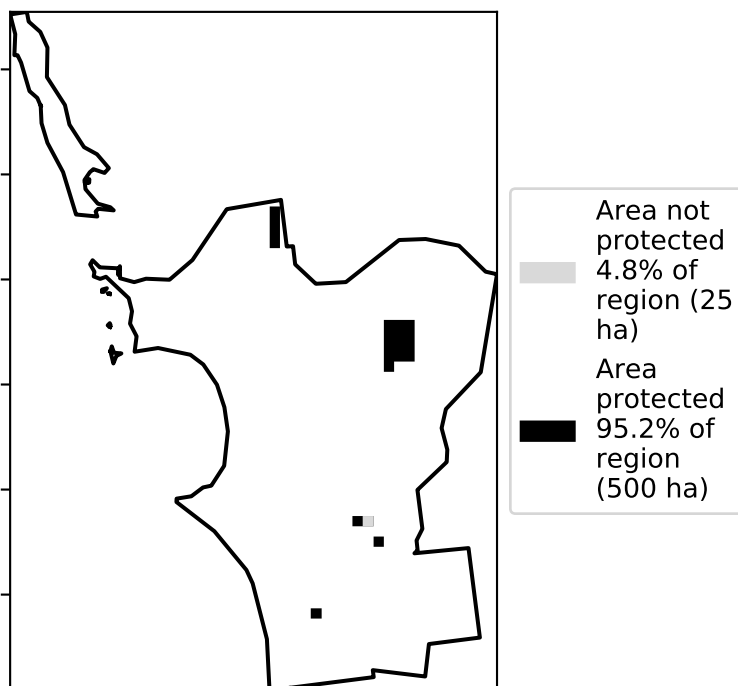 Area not
protected
4.8% of
region (25
ha)
Area
protected
95.2% of
region
(500 ha)